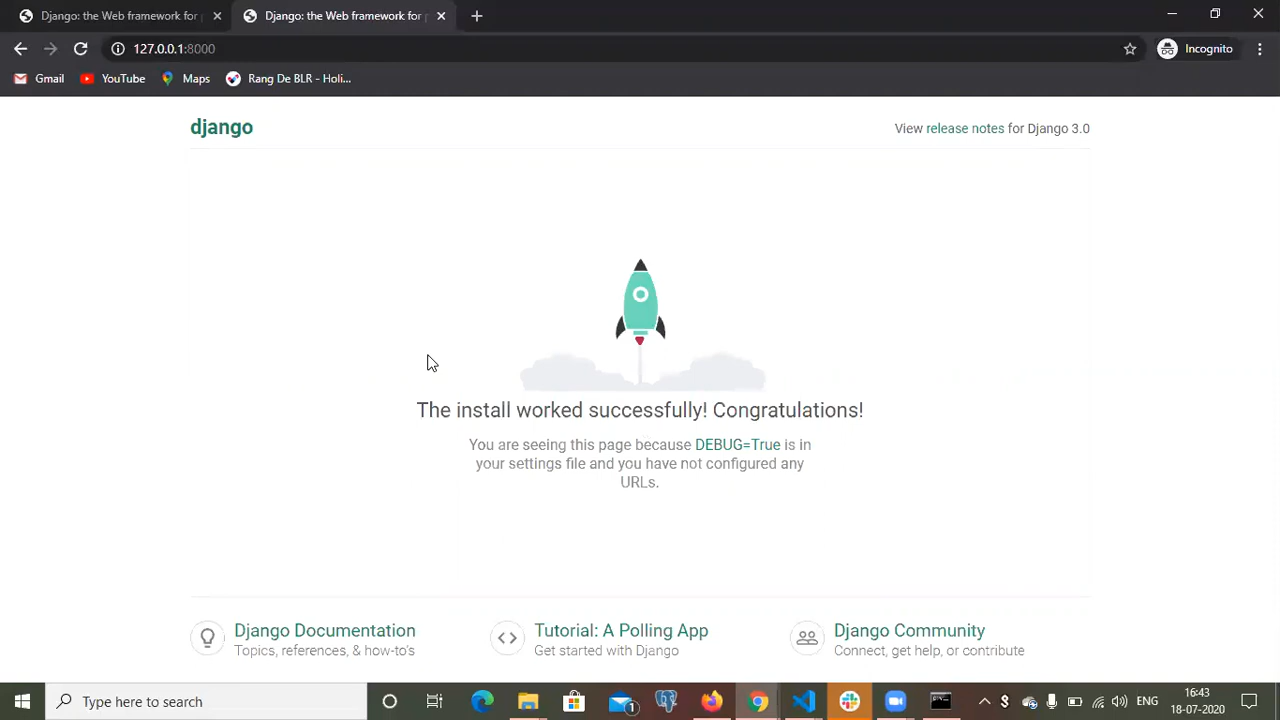 Django: the Web framework for
Django: the Web framework for
127.0.0.1:8000
Incognito
Gmail
YouTube
Maps
Rang De BLR - Holi...
django
View release notes for Django 3.0
The install worked successfully! Congratulations!
You are seeing this page because DEBUG=True is in
your settings file and you have not configured any
URLs.
Django Documentation
Topics, references, & how-to's
Tutorial: A Polling App
Get started with Django
Django Community
Connect, get help, or contribute
Type here to search
1
ENG
16:43
18-07-2020